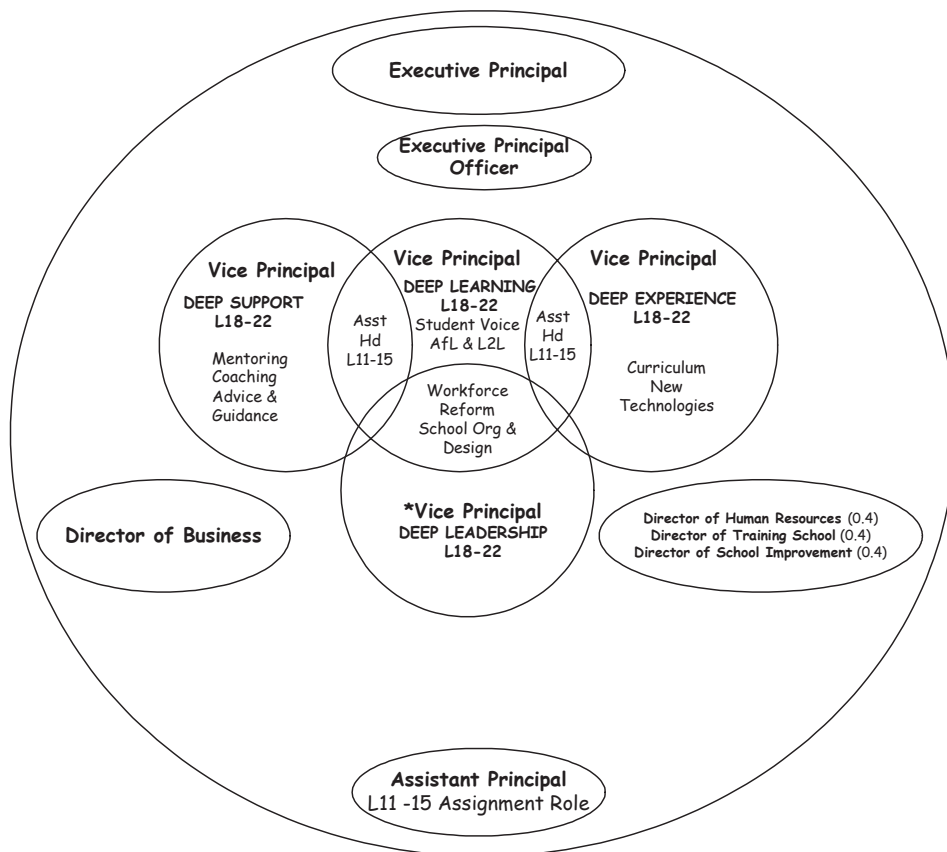 Executive Principal
Executive Principal
Officer
Vice Principal
DEEP SUPPORT
L18-22
Mentoring
Coaching
Advice &
Guidance
Asst
Hd
L11-15
Vice Principal
DEEP LEARNING
L18-22
Student Voice
AfL & L2L
Asst
Hd
L11-15
Vice Principal
DEEP EXPERIENCE
L18-22
Curriculum
New
Technologies
Workforce
Reform
School Org &
Design
*Vice Principal
DEEP LEADERSHIP
L18-22
Director of Business
Director of Human Resources (0.4)
Director of Training School (0.4)
Director of School Improvement (0.4)
Assistant Principal
L11 -15 Assignment Role